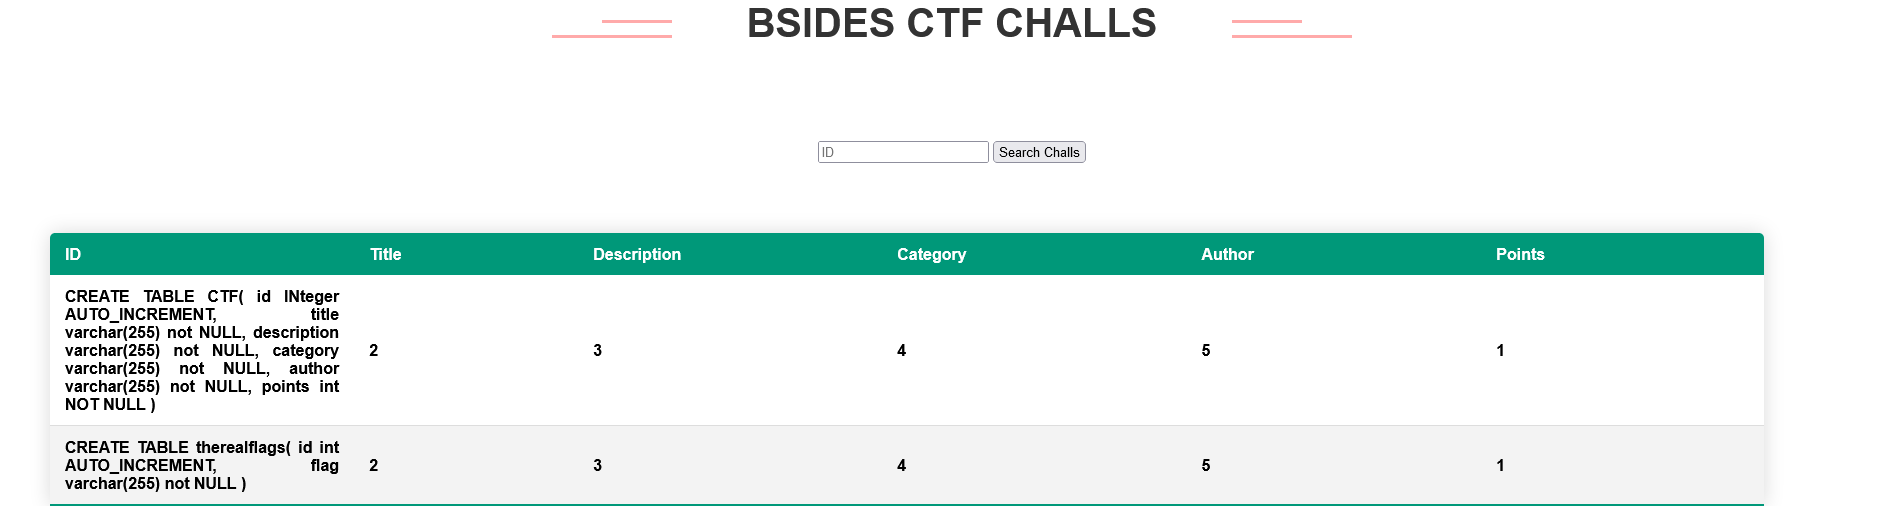 BSIDES CTF CHALLS
ID Search Challs
ID Title Description Category Author Points
CREATE TABLE CTF( id INteger
AUTO_INCREMENT, title
varchar(255) not NULL, description
varchar(255) not NULL, category
varchar(255) not NULL, author
varchar(255) not NULL, points int
NOT NULL )
2 3 4 5 1
CREATE TABLE therealflags( id int
AUTO_INCREMENT, flag
varchar(255) not NULL )
2 3 4 5 1